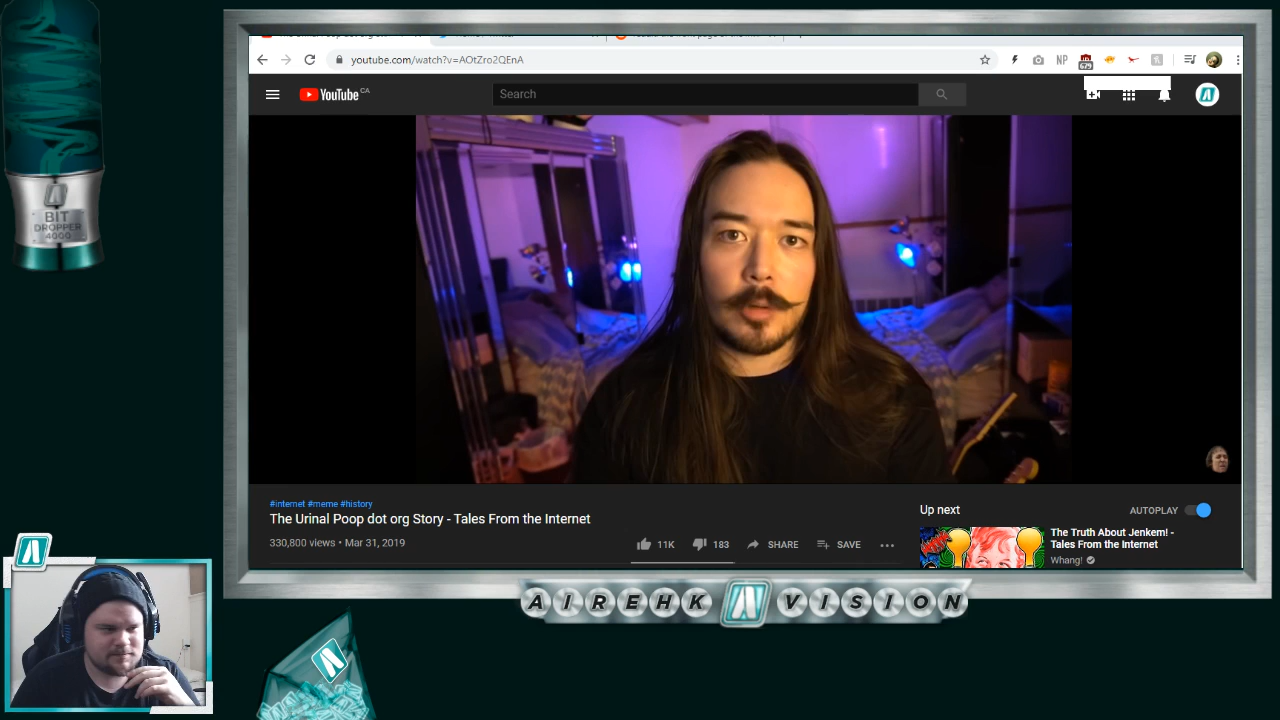 youtube.com/watch?v=AOtZro2QEnA
NP
679
YouTube CA
Search
BIT
DROPPER
4000
#internet #meme #history
The Urinal Poop dot org Story - Tales From the Internet
330,800 views • Mar 31, 2019
11K
183
SHARE
SAVE
Up next
AUTOPLAY
The Truth About Jenkem! -
Tales From the Internet
Whang!
AIREHK VISION